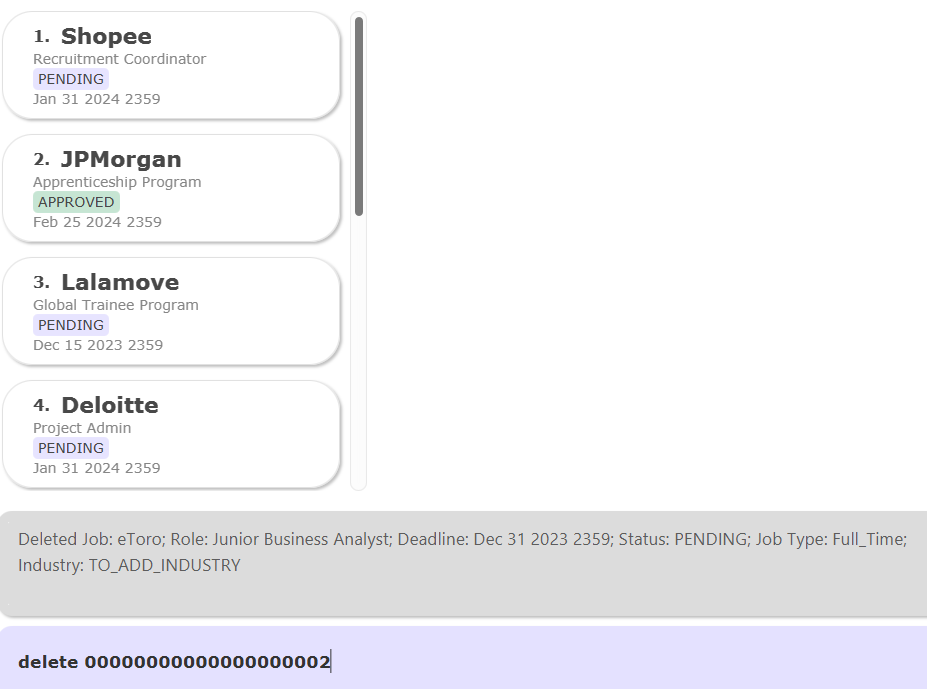 1. Shopee
Recruitment Coordinator
PENDING
Jan 31 2024 2359
2. JPMorgan
Apprenticeship Program
APPROVED
Feb 25 2024 2359
3. Lalamove
Global Trainee Program
PENDING
Dec 15 2023 2359
4. Deloitte
Project Admin
PENDING
Jan 31 2024 2359
Deleted Job: eToro; Role: Junior Business Analyst; Deadline: Dec 31 2023 2359; Status: PENDING; Job Type: Full_Time;
Industry: TO_ADD_INDUSTRY
delete 00000000000000000002